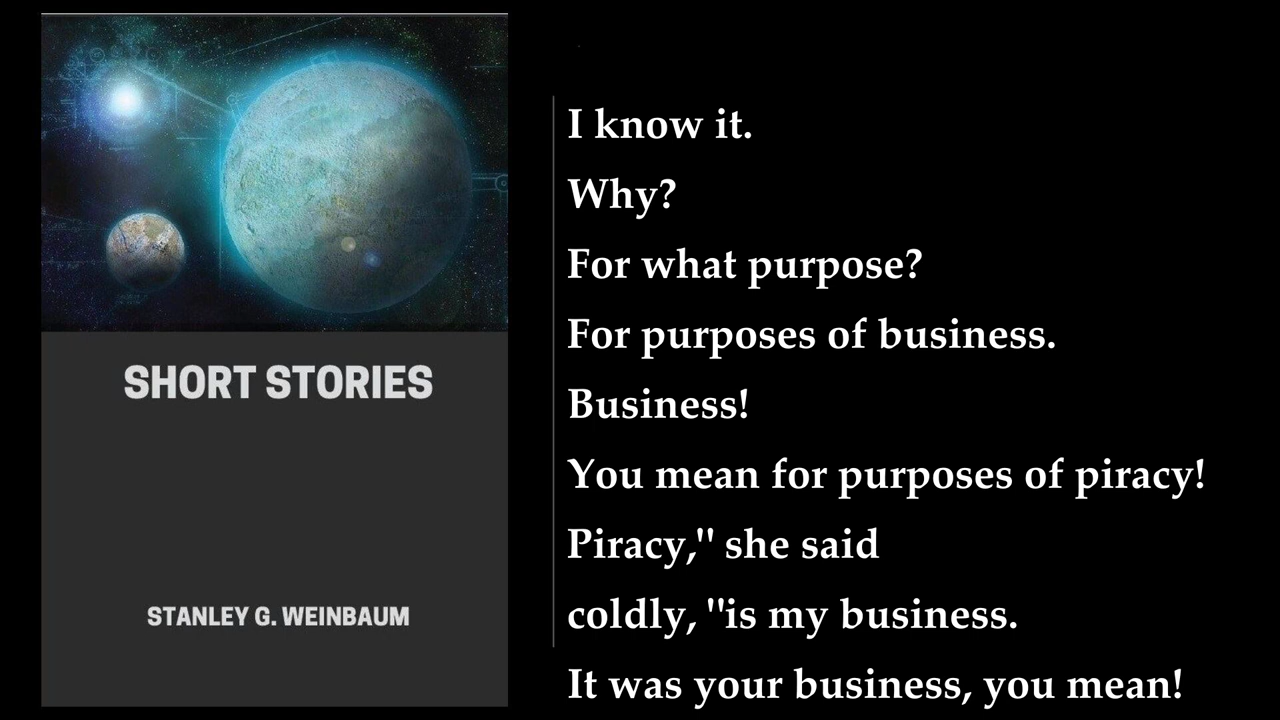 SHORT STORIES
STANLEY G. WEINBAUM
I know it.
Why?
For what purpose?
For purposes of business.
Business!
You mean for purposes of piracy!
Piracy," she said
coldly, "is my business.
It was your business, you mean!